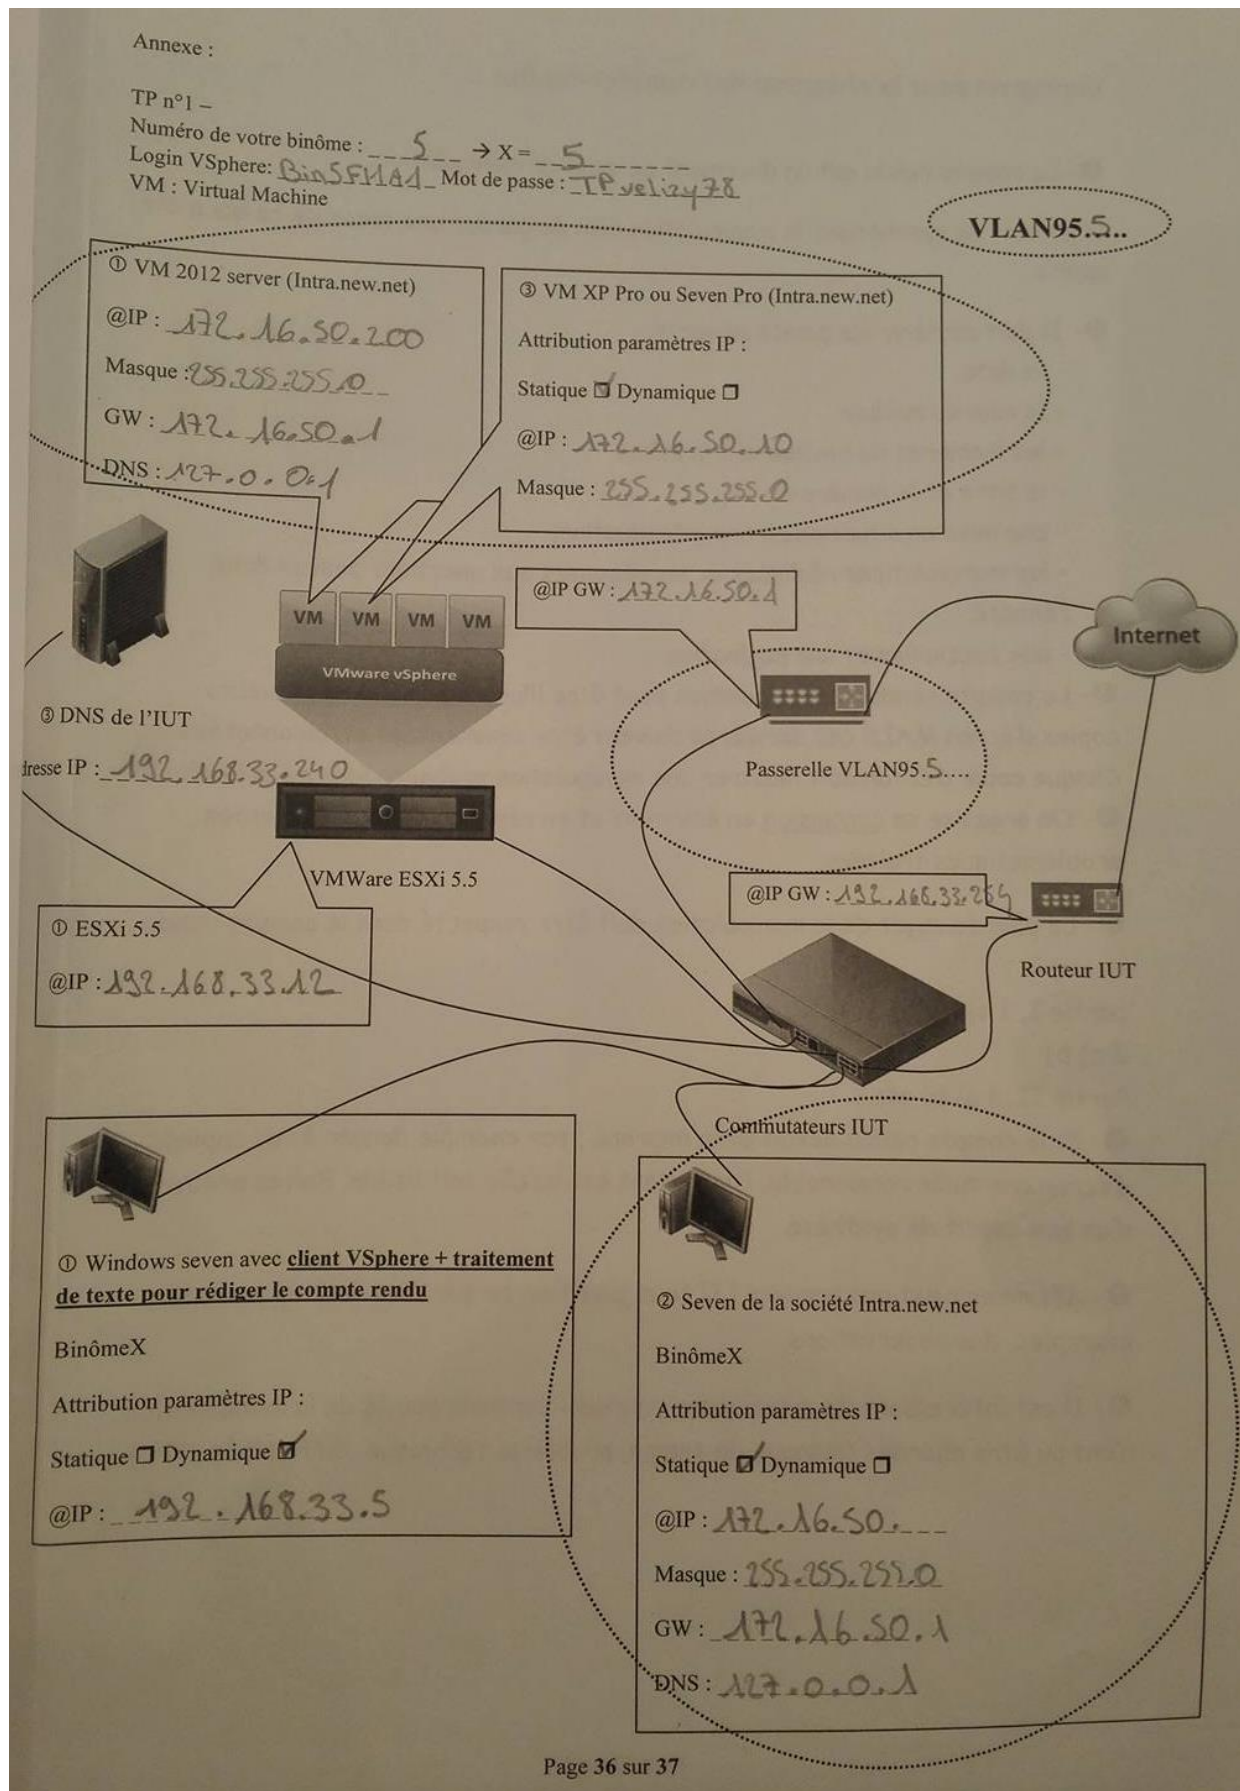 Annexe :
TP n°1 –
Numéro de votre binôme : 5 → X = 5
Login VSphere: Mot de passe : TPvelizy78
VM : Virtual Machine
VLAN95.5..
① VM 2012 server (Intra.new.net)
@IP : 172.16.50.200
Masque : 255.255.255.0
GW : 172.16.50.1
DNS : 127.0.0.1
③ VM XP Pro ou Seven Pro (Intra.new.net)
Attribution paramètres IP :
Statique ☑ Dynamique ☐
@IP : 172.16.50.10
Masque : 255.255.255.0
@IP GW : 172.16.50.1
VM VM VM VM
VMware vSphere
Internet
③ DNS de l'IUT
resse IP : 192.168.33.240
Passerelle VLAN95.5....
VMWare ESXi 5.5
@IP GW : 192.168.33.254
① ESXi 5.5
@IP : 192.168.33.12
Routeur IUT
Commutateurs IUT
① Windows seven avec client VSphere + traitement
de texte pour rédiger le compte rendu
BinômeX
Attribution paramètres IP :
Statique ☐ Dynamique ☑
@IP : 192.168.33.5
② Seven de la société Intra.new.net
BinômeX
Attribution paramètres IP :
Statique ☑ Dynamique ☐
@IP : 172.16.50.___
Masque : 255.255.255.0
GW : 172.16.50.1
DNS : 127.0.0.1
Page 36 sur 37